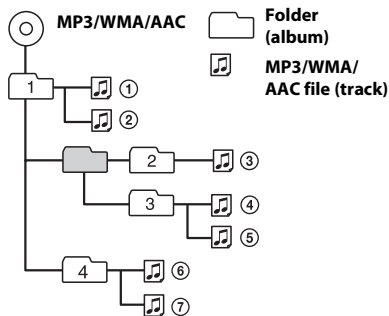 MP3/WMA/AAC
Folder
(album)
MP3/WMA/
AAC file (track)
1
①
②
2
③
3
④
⑤
4
⑥
⑦